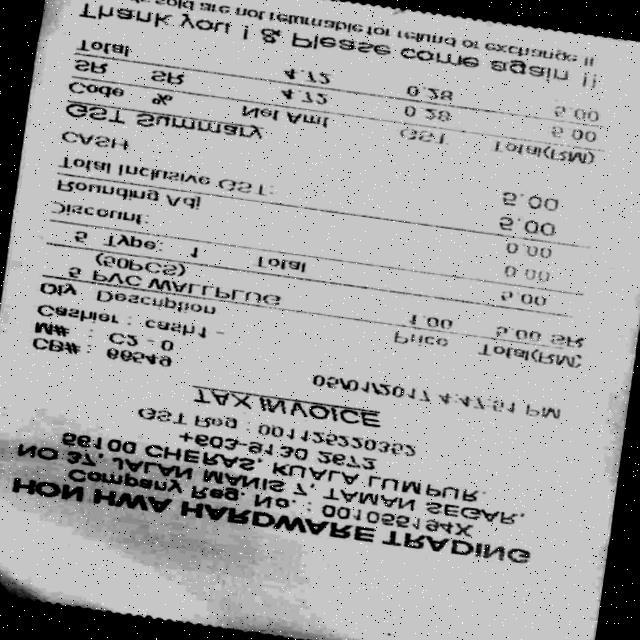 HON HWA HARDWARE TRADING
Company Reg. No. : 001055194X
NO 37, JALAN MANIS 7, TAMAN SEGAR,
56100 CHERAS, KUALA LUMPUR.
+603-9130 2672
GST Reg : 001125220352
TAX INVOICE
05/01/2017 4:47:51 PM
CB# : 66549
M# : C2 - 0
Cashier : cash1 -
Qty Description Price Total(RM)
5 PVC WALLPLUG 1.00 5.00 SR
(50PCS)
5 Type: 1 Total 5.00
Discount: 0.00
Rounding Adj 0.00
Total Inclusive GST: 5.00
CASH 5.00
GST Summary
Code % Net Amt GST Total(RM)
SR SR 4.72 0.28 5.00
Total 4.72 0.28 5.00
Thank you ! & Please come again !!
sold are not returnable for refund or exchange !!